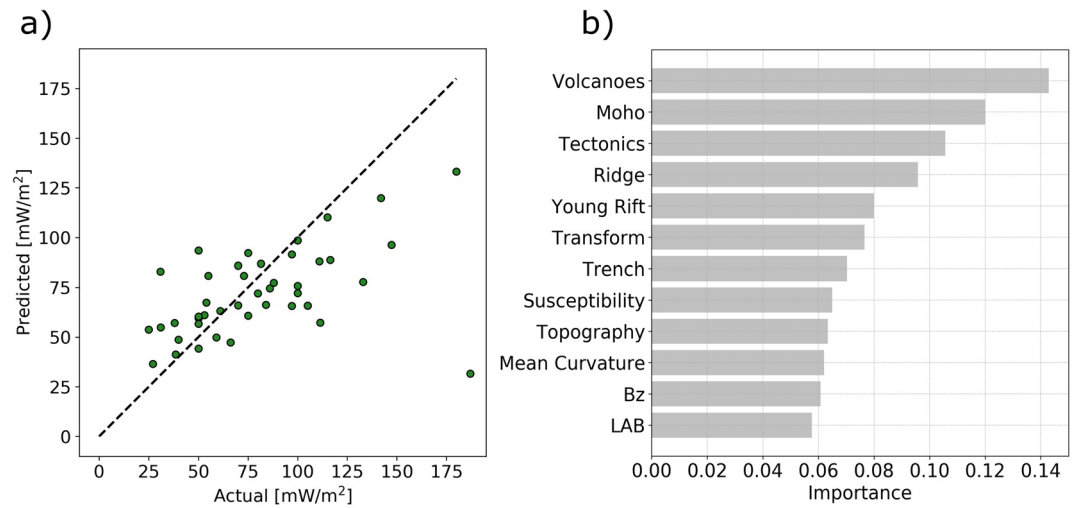 a)
175
150
125
100
75
50
25
0
Predicted [mW/m²]
0 25 50 75 100 125 150 175
Actual [mW/m²]
b)
Volcanoes
Moho
Tectonics
Ridge
Young Rift
Transform
Trench
Susceptibility
Topography
Mean Curvature
Bz
LAB
0.00 0.02 0.04 0.06 0.08 0.10 0.12 0.14
Importance